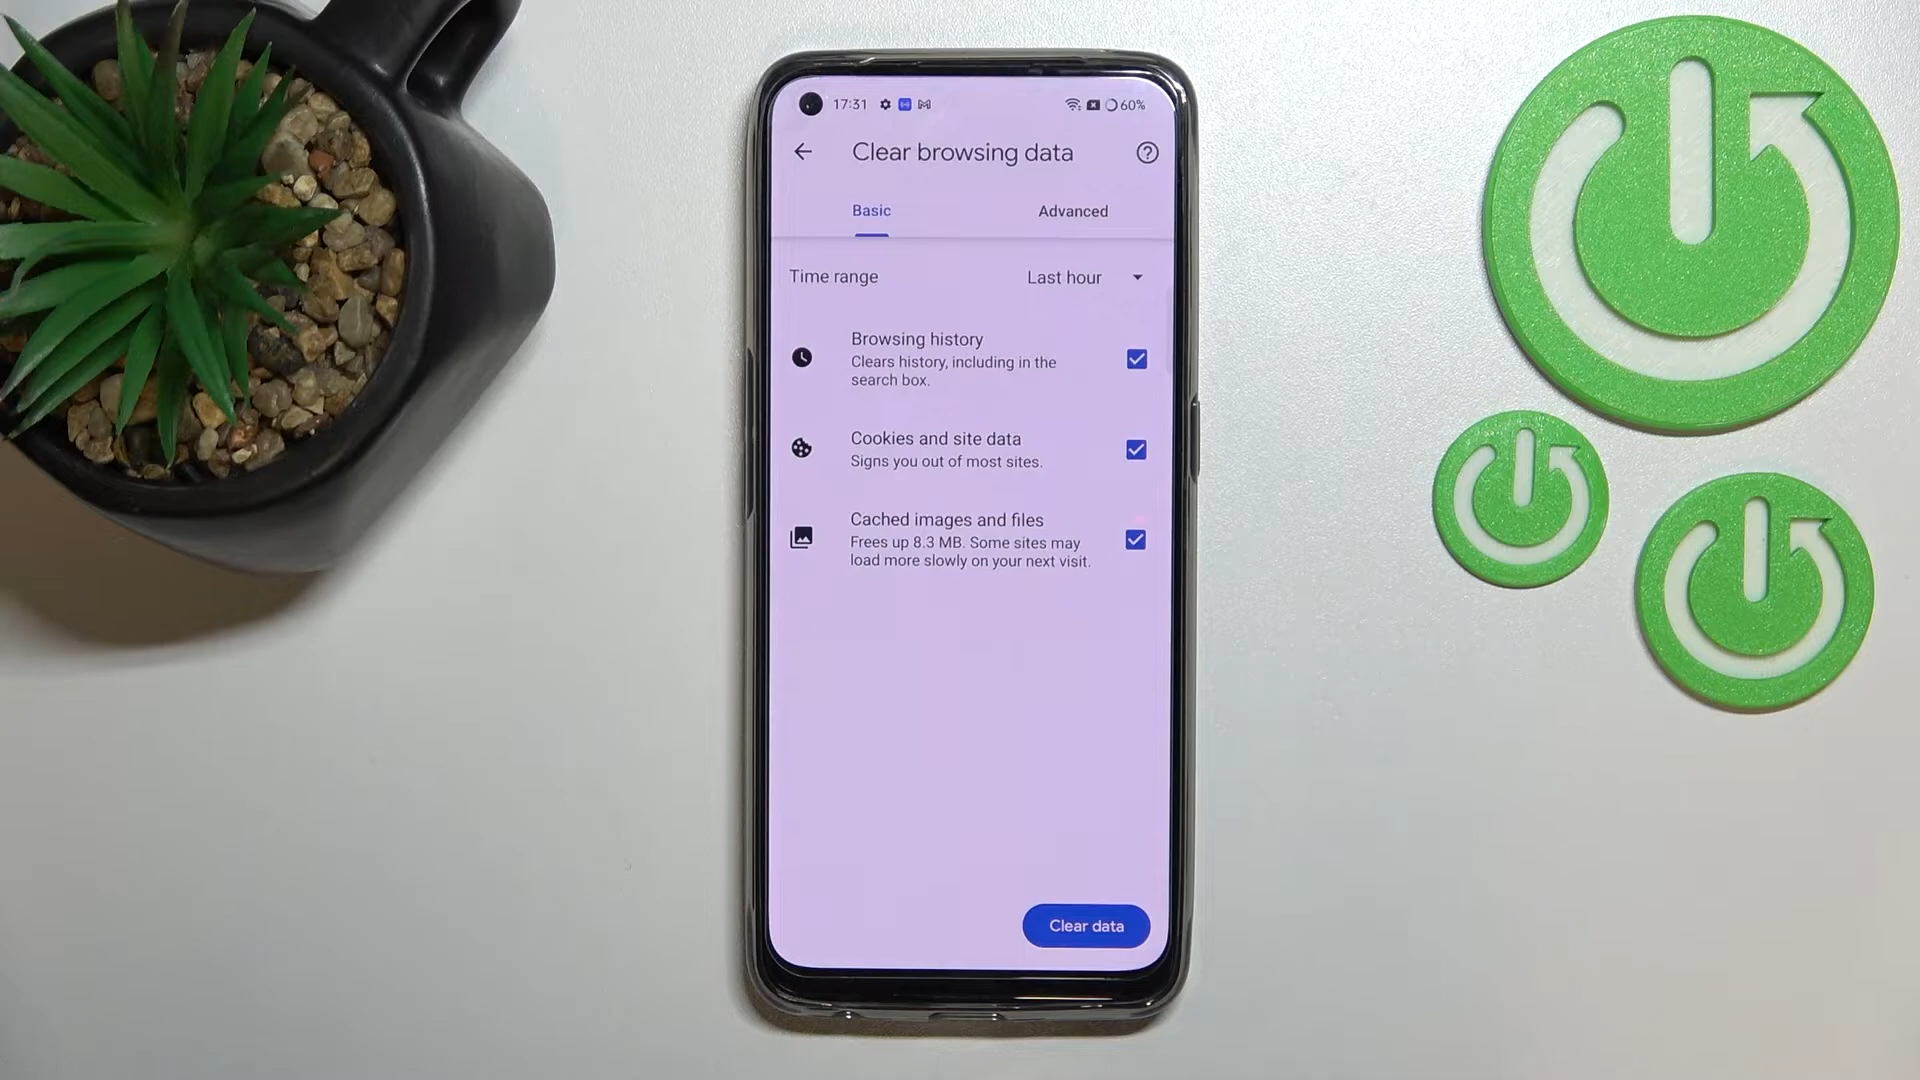 17:31 60%
Clear browsing data
Basic Advanced
Time range Last hour
Browsing history
Clears history, including in the
search box.
Cookies and site data
Signs you out of most sites.
Cached images and files
Frees up 8.3 MB. Some sites may
load more slowly on your next visit.
Clear data